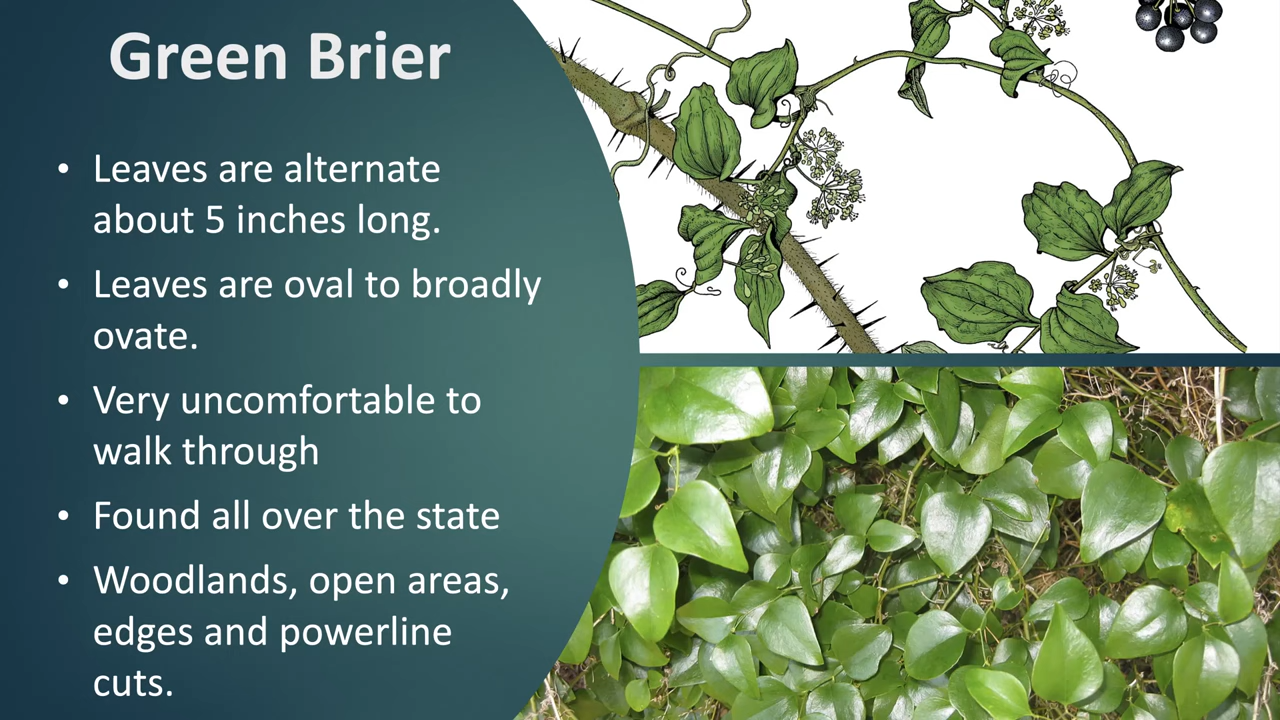 Green Brier
• Leaves are alternate
about 5 inches long.
• Leaves are oval to broadly
ovate.
• Very uncomfortable to
walk through
• Found all over the state
• Woodlands, open areas,
edges and powerline
cuts.